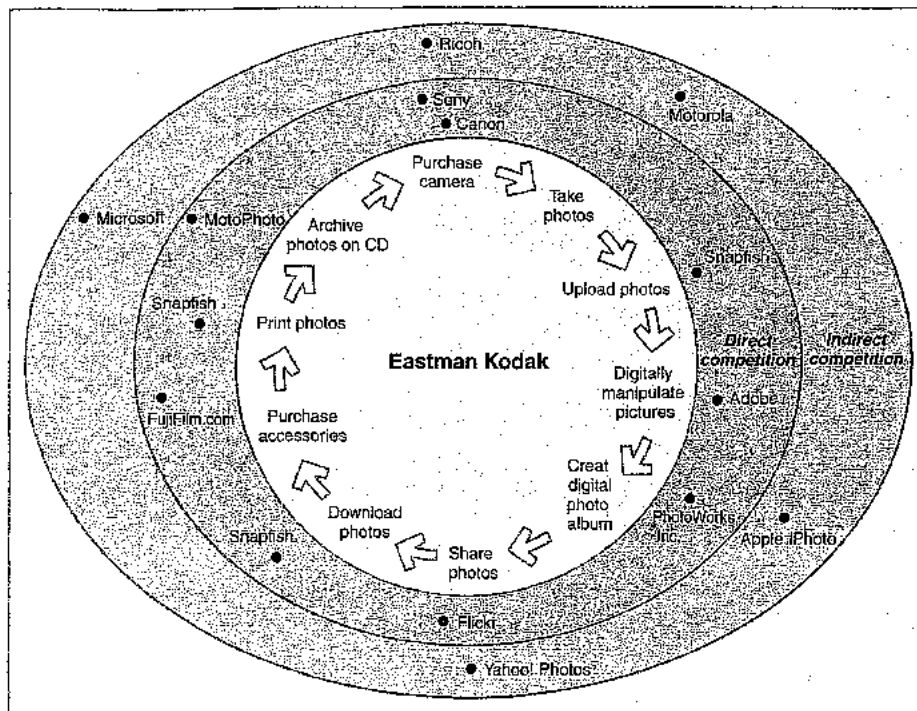 Ricoh
Sony
Canon
Motorola
Purchase
camera
Take
photos
Microsoft
MotoPhoto
Archive
photos on CD
Snapfish
Upload photos
Snapfish
Print photos
Eastman Kodak
Direct
competition
Indirect
competition
Digitally
manipulate
pictures
Adobe
FujiFilm.com
Purchase
accessories
Creat
digital
photo
album
PhotoWorks
Inc.
Apple iPhoto
Download
photos
Snapfish
Share
photos
Flickr
Yahoo! Photos